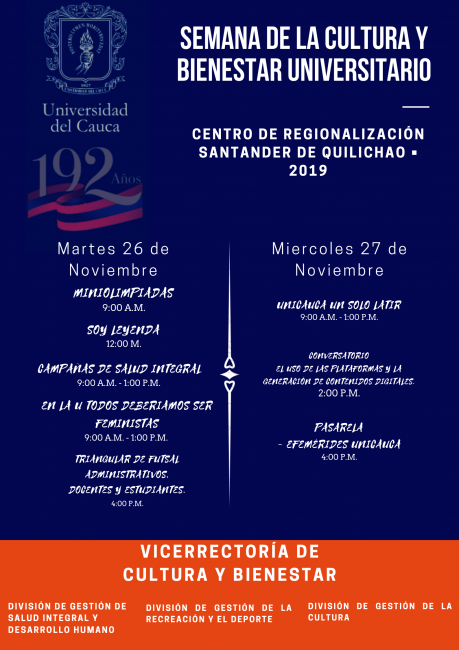 SEMANA DE LA CULTURA Y
BIENESTAR UNIVERSITARIO
Universidad
del Cauca
192 Años
CENTRO DE REGIONALIZACIÓN
SANTANDER DE QUILICHAO ▪
2019
Martes 26 de
Noviembre
MINIOLIMPIADAS
9:00 A.M.
SOY LEYENDA
12:00 M.
CAMPAÑAS DE SALUD INTEGRAL
9:00 A.M. - 1:00 P.M.
EN LA U TODOS DEBERIAMOS SER
FEMINISTAS
9:00 A.M. - 1:00 P.M.
TRIANGULAR DE FUTSAL
ADMINISTRATIVOS,
DOCENTES Y ESTUDIANTES.
4:00 P.M.
Miercoles 27 de
Noviembre
UNICAUCA UN SOLO LATIR
9:00 A.M. - 1:00 P.M.
CONVERSATORIO
EL USO DE LAS PLATAFORMAS Y LA
GENERACIÓN DE CONTENIDOS DIGITALES.
2:00 P.M.
PASARELA
- EFEMÉRIDES UNICAUCA
4:00 P.M.
VICERRECTORÍA DE
CULTURA Y BIENESTAR
DIVISIÓN DE GESTIÓN DE
SALUD INTEGRAL Y
DESARROLLO HUMANO
DIVISIÓN DE GESTIÓN DE LA
RECREACIÓN Y EL DEPORTE
DIVISIÓN DE GESTIÓN DE LA
CULTURA